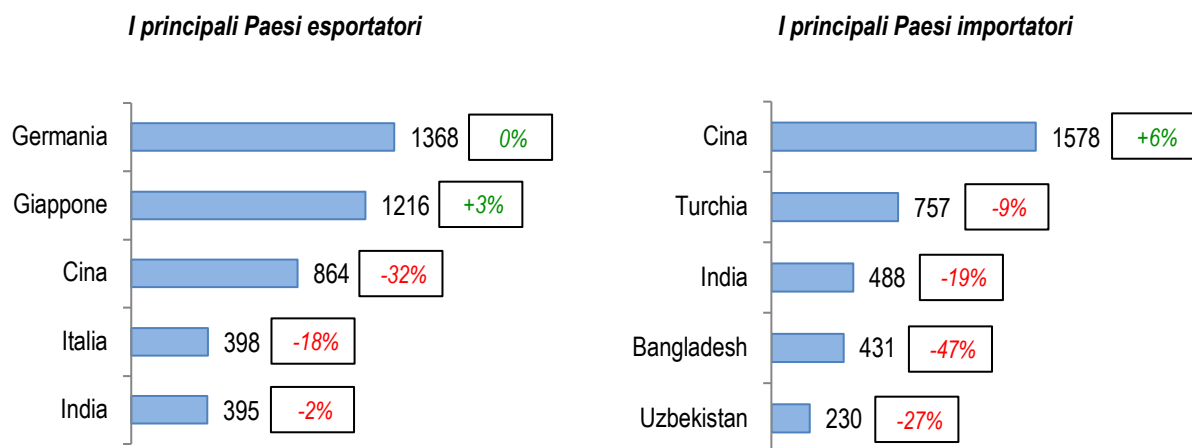 I principali Paesi esportatori
Germania 1368 0%
Giappone 1216 +3%
Cina 864 -32%
Italia 398 -18%
India 395 -2%
I principali Paesi importatori
Cina 1578 +6%
Turchia 757 -9%
India 488 -19%
Bangladesh 431 -47%
Uzbekistan 230 -27%